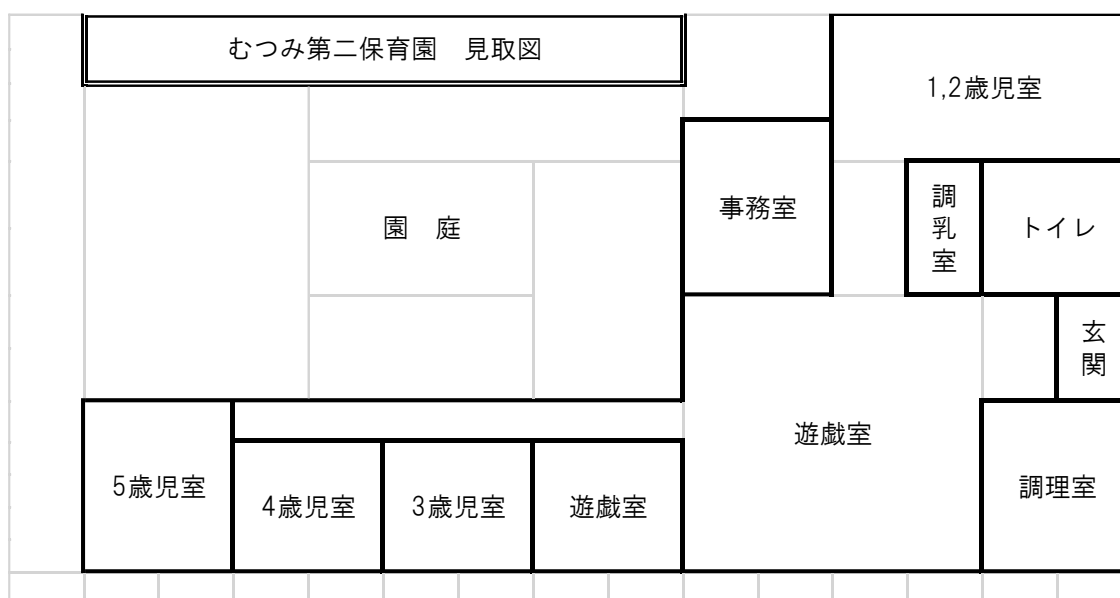 むつみ第二保育園　見取図
1,2歳児室
事務室
調乳室
トイレ
園　庭
玄関
遊戯室
5歳児室
4歳児室
3歳児室
遊戯室
調理室